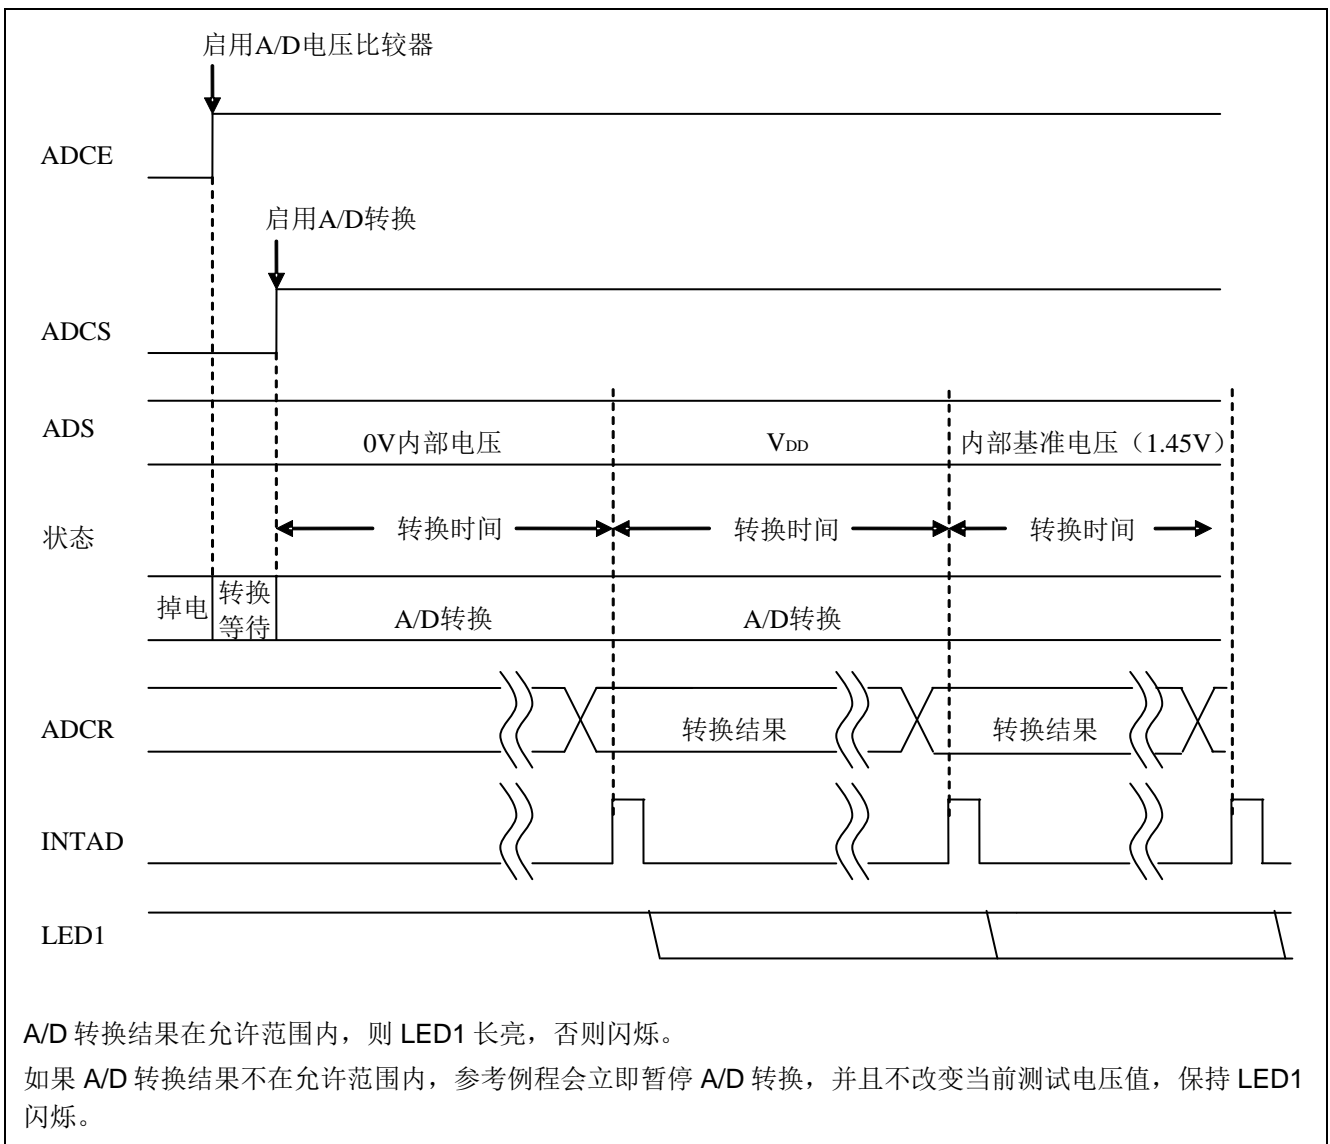 启用A/D电压比较器
ADCE
启用A/D转换
ADCS
ADS
0V内部电压
VDD
内部基准电压（1.45V）
状态
转换时间
转换时间
转换时间
掉电
转换
等待
A/D转换
A/D转换
ADCR
转换结果
转换结果
INTAD
LED1
A/D 转换结果在允许范围内，则 LED1 长亮，否则闪烁。
如果 A/D 转换结果不在允许范围内，参考例程会立即暂停 A/D 转换，并且不改变当前测试电压值，保持 LED1
闪烁。